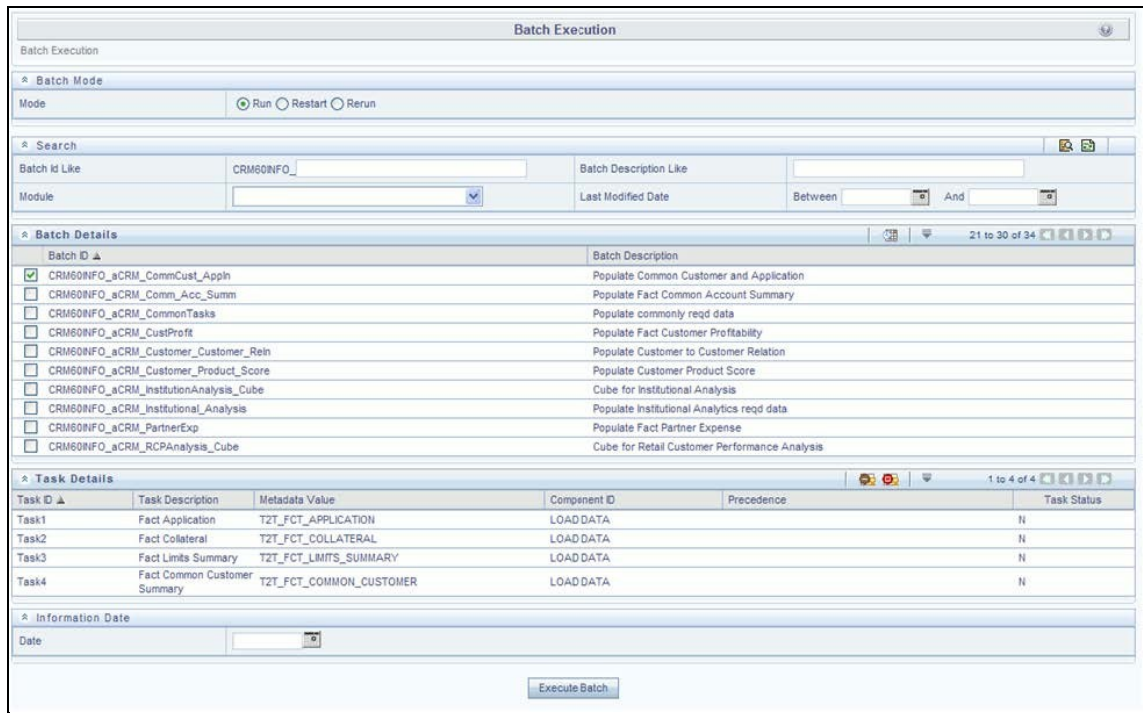 Batch Execution
Batch Execution
Batch Mode
Mode Run Restart Rerun
Search
Batch Id Like CRM60INFO_ Batch Description Like
Module Last Modified Date Between And
Batch Details 21 to 30 of 34
Batch ID Batch Description
CRM60INFO_aCRM_CommCust_Appln Populate Common Customer and Application
CRM60INFO_aCRM_Comm_Acc_Summ Populate Fact Common Account Summary
CRM60INFO_aCRM_CommonTasks Populate commonly reqd data
CRM60INFO_aCRM_CustProfit Populate Fact Customer Profitability
CRM60INFO_aCRM_Customer_Customer_Reln Populate Customer to Customer Relation
CRM60INFO_aCRM_Customer_Product_Score Populate Customer Product Score
CRM60INFO_aCRM_InstitutionAnalysis_Cube Cube for Institutional Analysis
CRM60INFO_aCRM_Institutional_Analysis Populate Institutional Analytics reqd data
CRM60INFO_aCRM_PartnerExp Populate Fact Partner Expense
CRM60INFO_aCRM_RCPAnalysis_Cube Cube for Retail Customer Performance Analysis
Task Details 1 to 4 of 4
Task ID Task Description Metadata Value Component ID Precedence Task Status
Task1 Fact Application T2T_FCT_APPLICATION LOAD DATA N
Task2 Fact Collateral T2T_FCT_COLLATERAL LOAD DATA N
Task3 Fact Limits Summary T2T_FCT_LIMITS_SUMMARY LOAD DATA N
Task4 Fact Common Customer Summary T2T_FCT_COMMON_CUSTOMER LOAD DATA N
Information Date
Date
Execute Batch